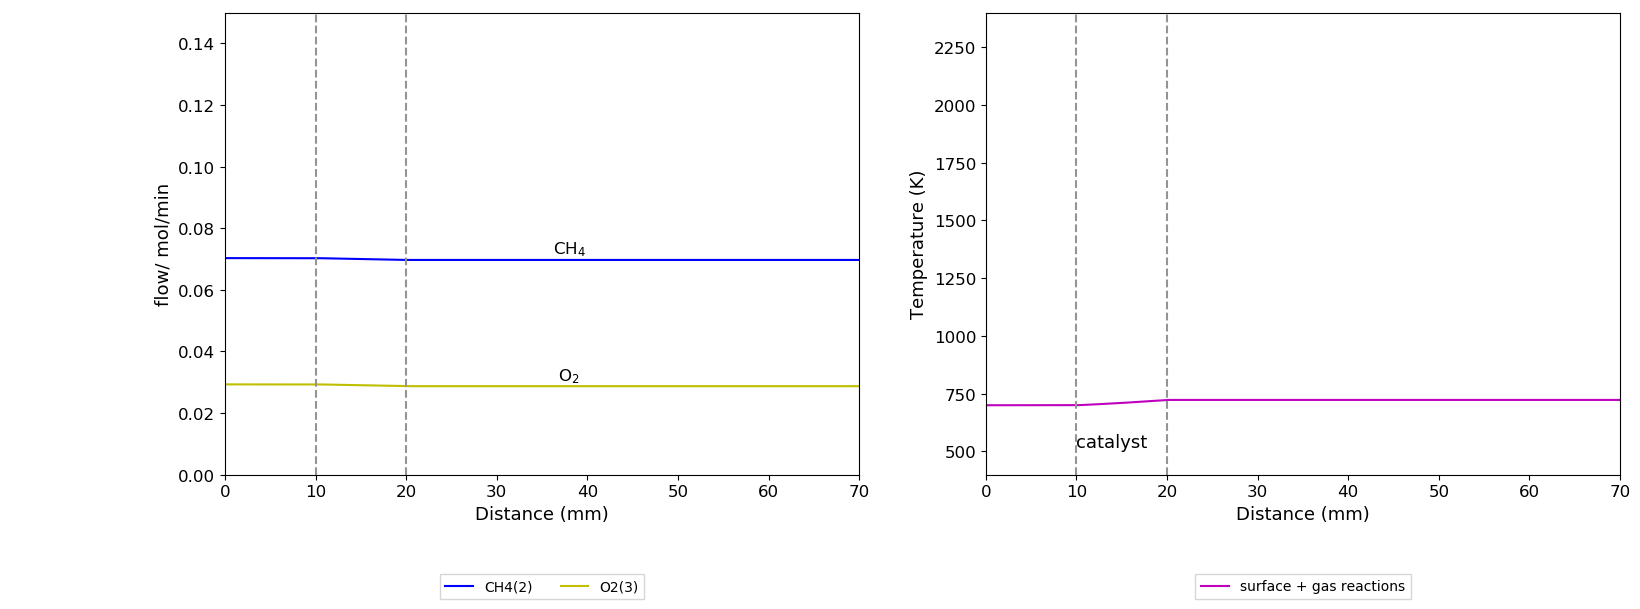 0.14
0.12
0.10
0.08
0.06
0.04
0.02
0.00
flow/ mol/min
CH₄
O₂
0 10 20 30 40 50 60 70
Distance (mm)
CH4(2) O2(3)
2250
2000
1750
1500
1250
1000
750
500
Temperature (K)
catalyst
0 10 20 30 40 50 60 70
Distance (mm)
surface + gas reactions